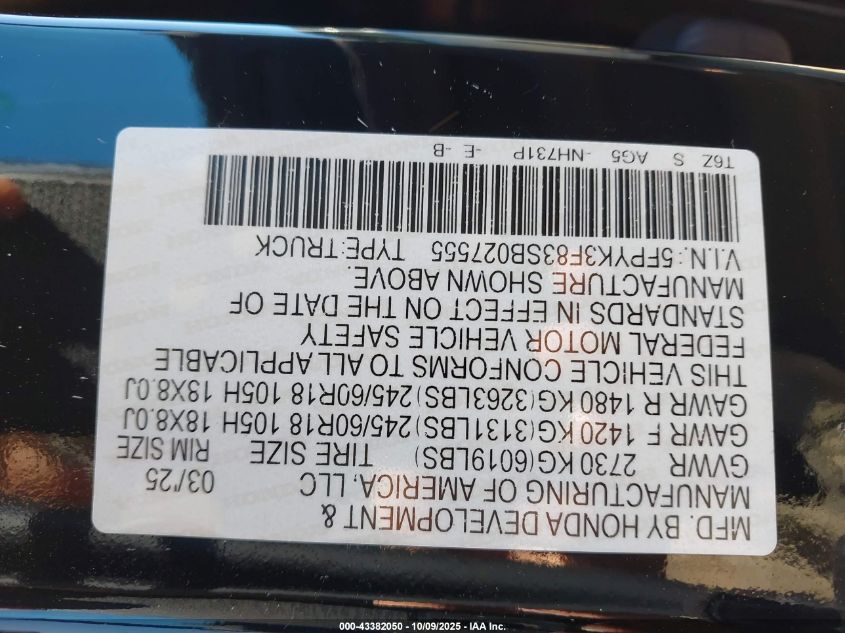 MFD. BY HONDA DEVELOPMENT &
MANUFACTURING OF AMERICA, LLC 03/25
GVWR 2730 KG(6019LBS) TIRE SIZE RIM SIZE
GAWR F 1420 KG(3131LBS) 245/60R18 105H 18X8.0J
GAWR R 1480 KG(3263LBS) 245/60R18 105H 18X8.0J
THIS VEHICLE CONFORMS TO ALL APPLICABLE
FEDERAL MOTOR VEHICLE SAFETY
STANDARDS IN EFFECT ON THE DATE OF
MANUFACTURE SHOWN ABOVE.
V.I.N.:5FPYK3F83SB027555 TYPE:TRUCK
T6Z S AG5 -NH731P -E -B
000-43382050 - 10/09/2025 - IAA Inc.